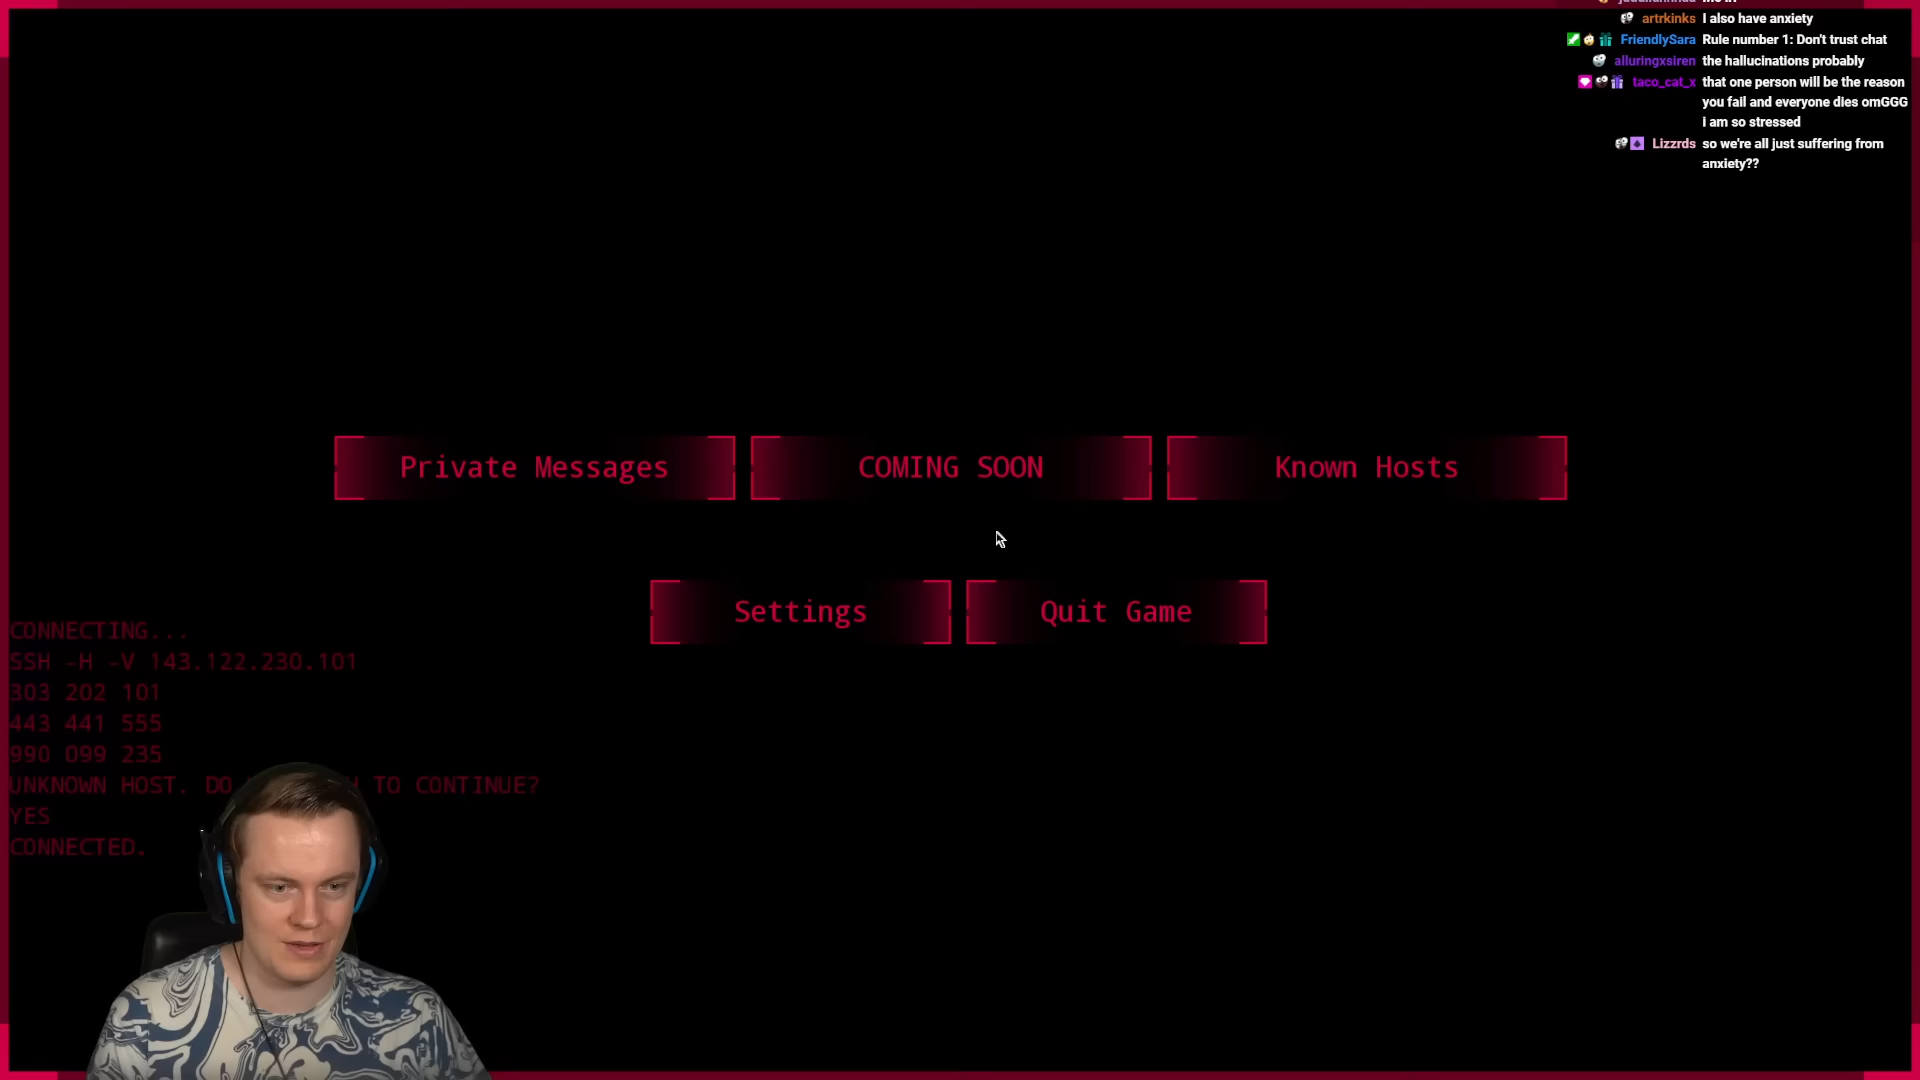 artrkinks I also have anxiety
FriendlySara Rule number 1: Don't trust chat
alluringxsiren the hallucinations probably
taco_cat_x that one person will be the reason
you fail and everyone dies omGGG
i am so stressed
Lizzrds so we're all just suffering from
anxiety??
Private Messages
COMING SOON
Known Hosts
Settings
Quit Game
CONNECTING...
SSH -H -V 143.122.230.101
303 202 101
443 441 555
990 099 235
UNKNOWN HOST. DO TO CONTINUE?
YES
CONNECTED.